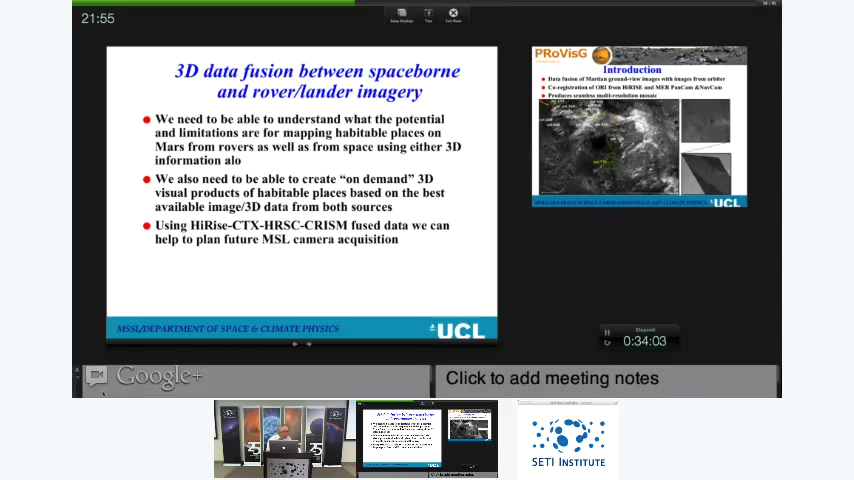 21:55
Swap Displays
Tips
Exit Show
3D data fusion between spaceborne
and rover/lander imagery
We need to be able to understand what the potential
and limitations are for mapping habitable places on
Mars from rovers as well as from space using either 3D
information alo
We also need to be able to create “on demand” 3D
visual products of habitable places based on the best
available image/3D data from both sources
Using HiRise-CTX-HRSC-CRISM fused data we can
help to plan future MSL camera acquisition
MSSL/DEPARTMENT OF SPACE & CLIMATE PHYSICS
UCL
PRoVisG
Introduction
Data fusion of Martian ground-view images with images from orbiter
Co-registration of ORI from HiRISE and MER PanCam &NavCam
Produces seamless multi-resolution mosaic
UCL
Elapsed
0:34:03
Google+
Click to add meeting notes
SETI INSTITUTE